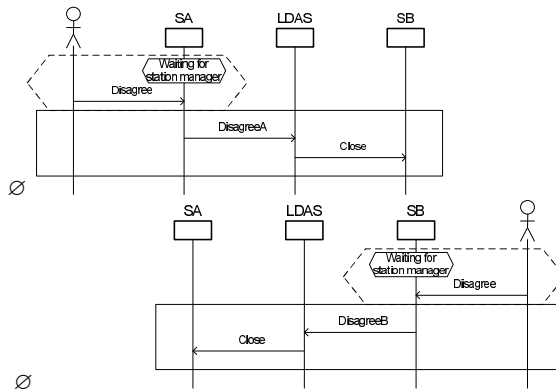 SA LDAS SB
Waiting for
station manager
Disagree
DisagreeA
Close
∅
SA LDAS SB
Waiting for
station manager
Disagree
DisagreeB
Close
∅